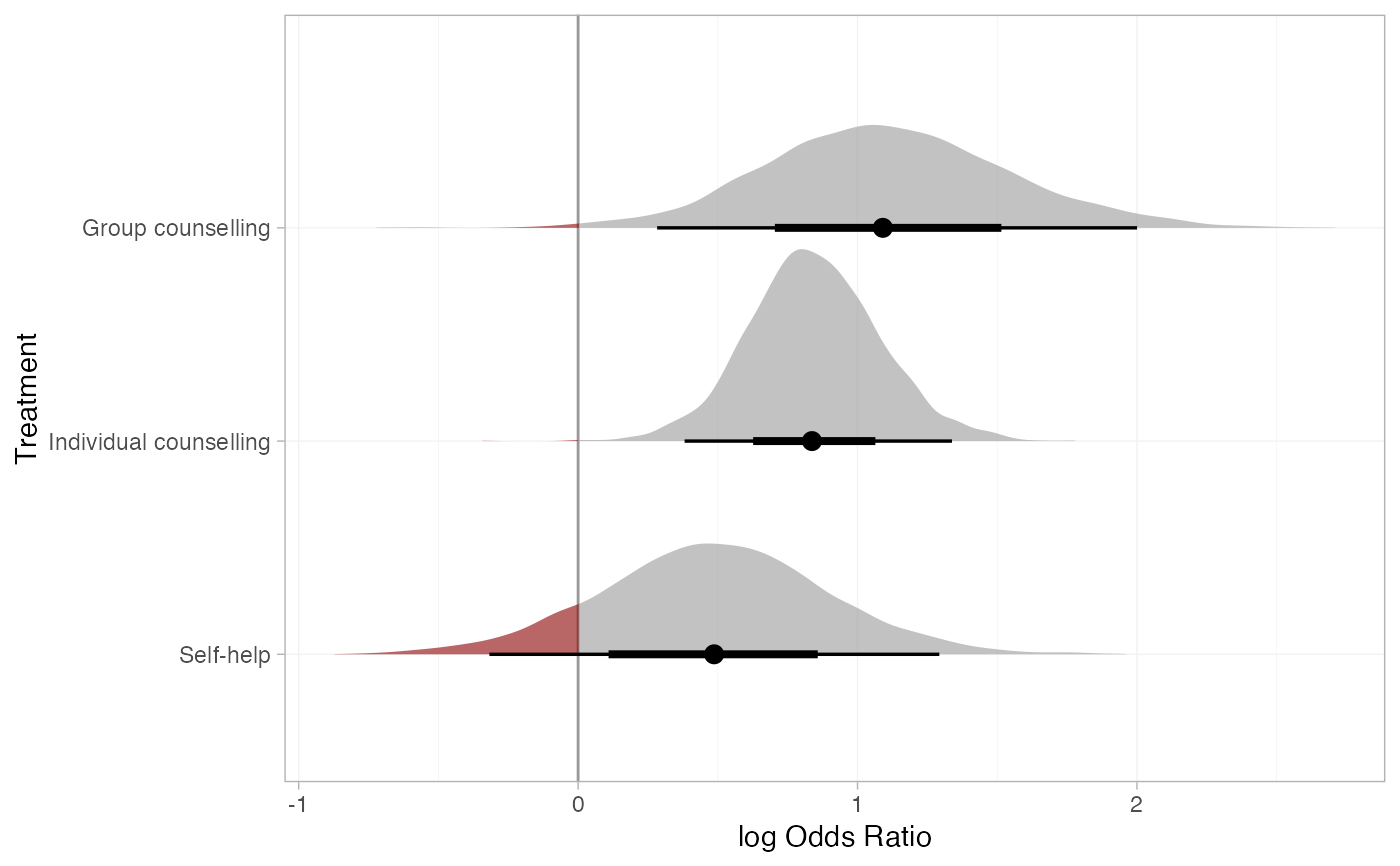 Treatment
Group counselling
Individual counselling
Self-help
-1
0
1
2
log Odds Ratio